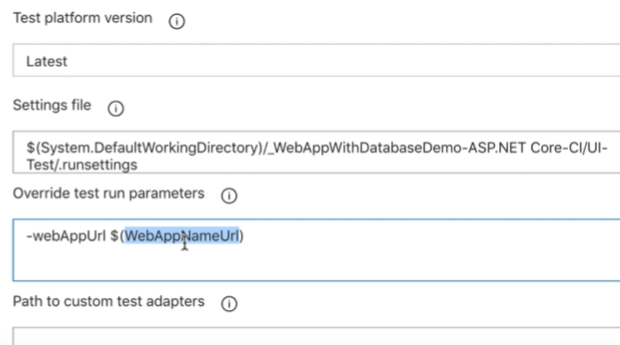 Test platform version
Latest
Settings file
$(System.DefaultWorkingDirectory)/_WebAppWithDatabaseDemo-ASP.NET Core-CI/UI-
Test/.runsettings
Override test run parameters
-webAppUrl $(WebAppNameUrl)
Path to custom test adapters